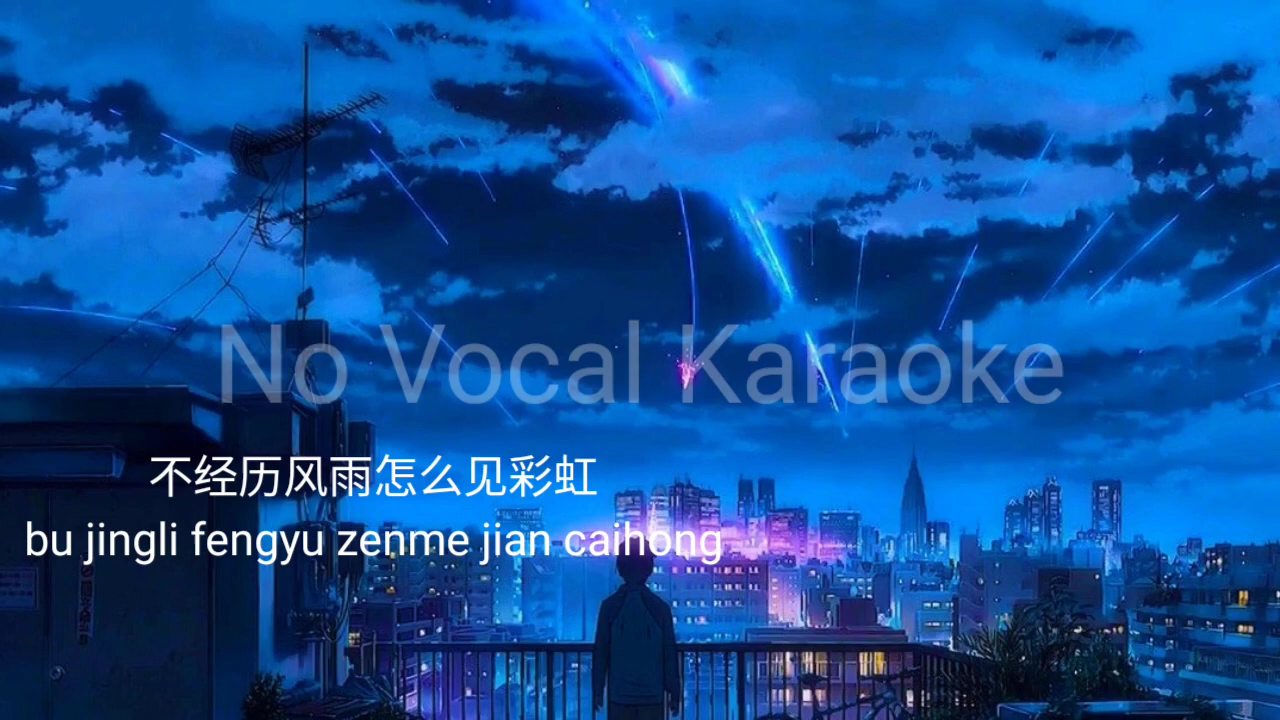 No Vocal Karaoke
不经历风雨怎么见彩虹
bu jingli fengyu zenme jian caihong